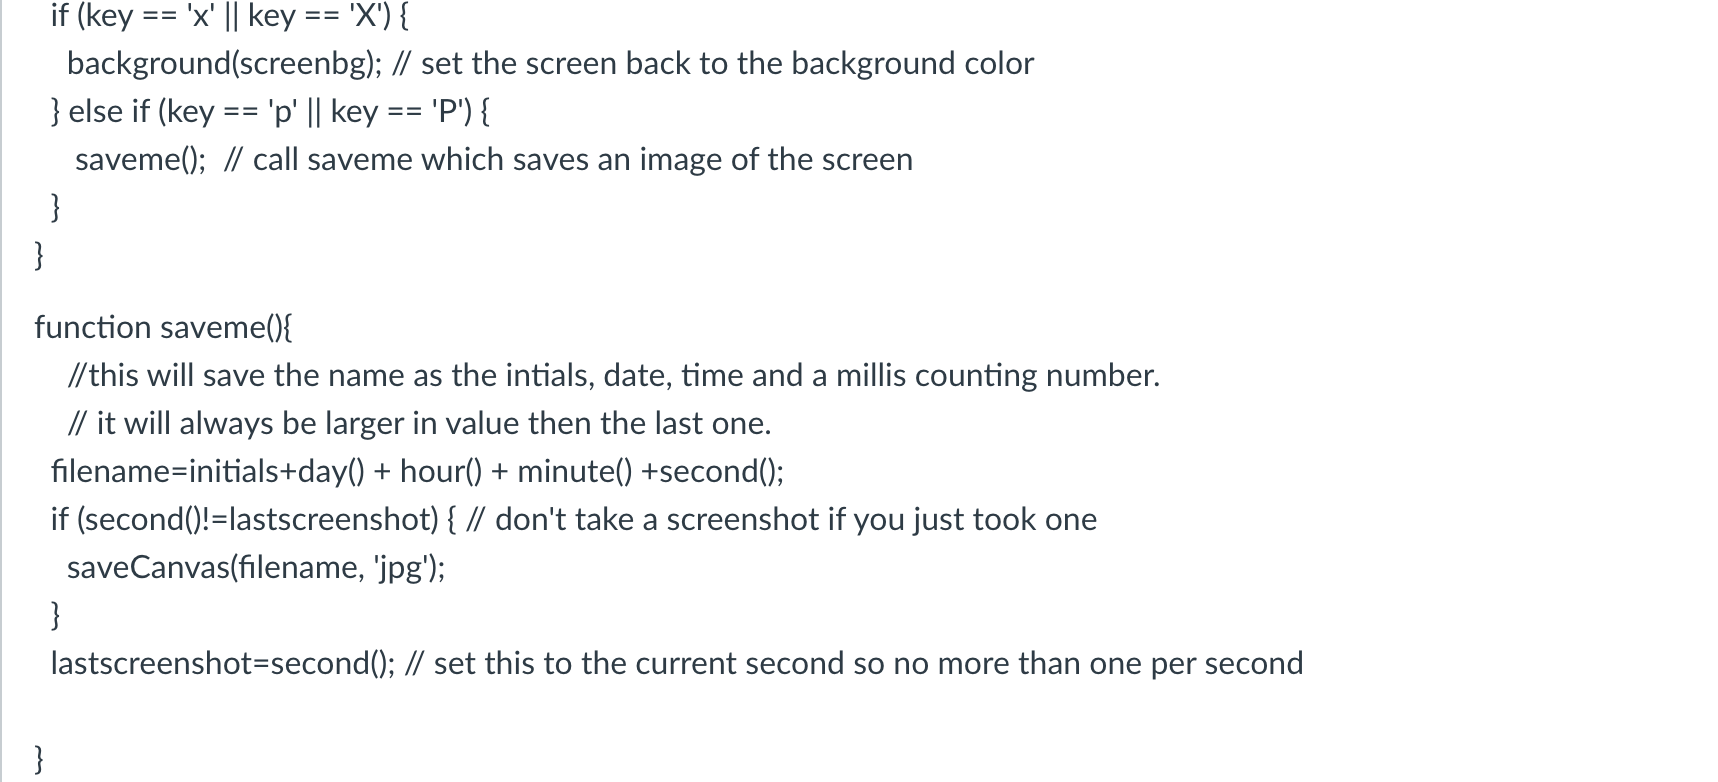 if (key == 'x' || key == 'X') {
background(screenbg); // set the screen back to the background color
} else if (key == 'p' || key == 'P') {
saveme();  // call saveme which saves an image of the screen
}
}
function saveme(){
//this will save the name as the intials, date, time and a millis counting number.
// it will always be larger in value then the last one.
filename=initials+day() + hour() + minute() +second();
if (second()!=lastscreenshot) { // don't take a screenshot if you just took one
saveCanvas(filename, 'jpg');
}
lastscreenshot=second(); // set this to the current second so no more than one per second
}